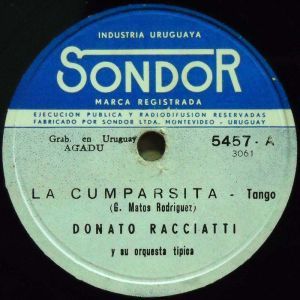 INDUSTRIA URUGUAYA
SONDOR
MARCA REGISTRADA
EJECUCION PUBLICA Y RADIODIFUSION RESERVADAS
FABRICADO POR SONDOR LTDA. MONTEVIDEO - URUGUAY
Grab. en Uruguay
AGADU
5457-A
3061
LA CUMPARSITA - Tango
(G. Matos Rodriguez)
DONATO RACCIATTI
y su orquesta típica